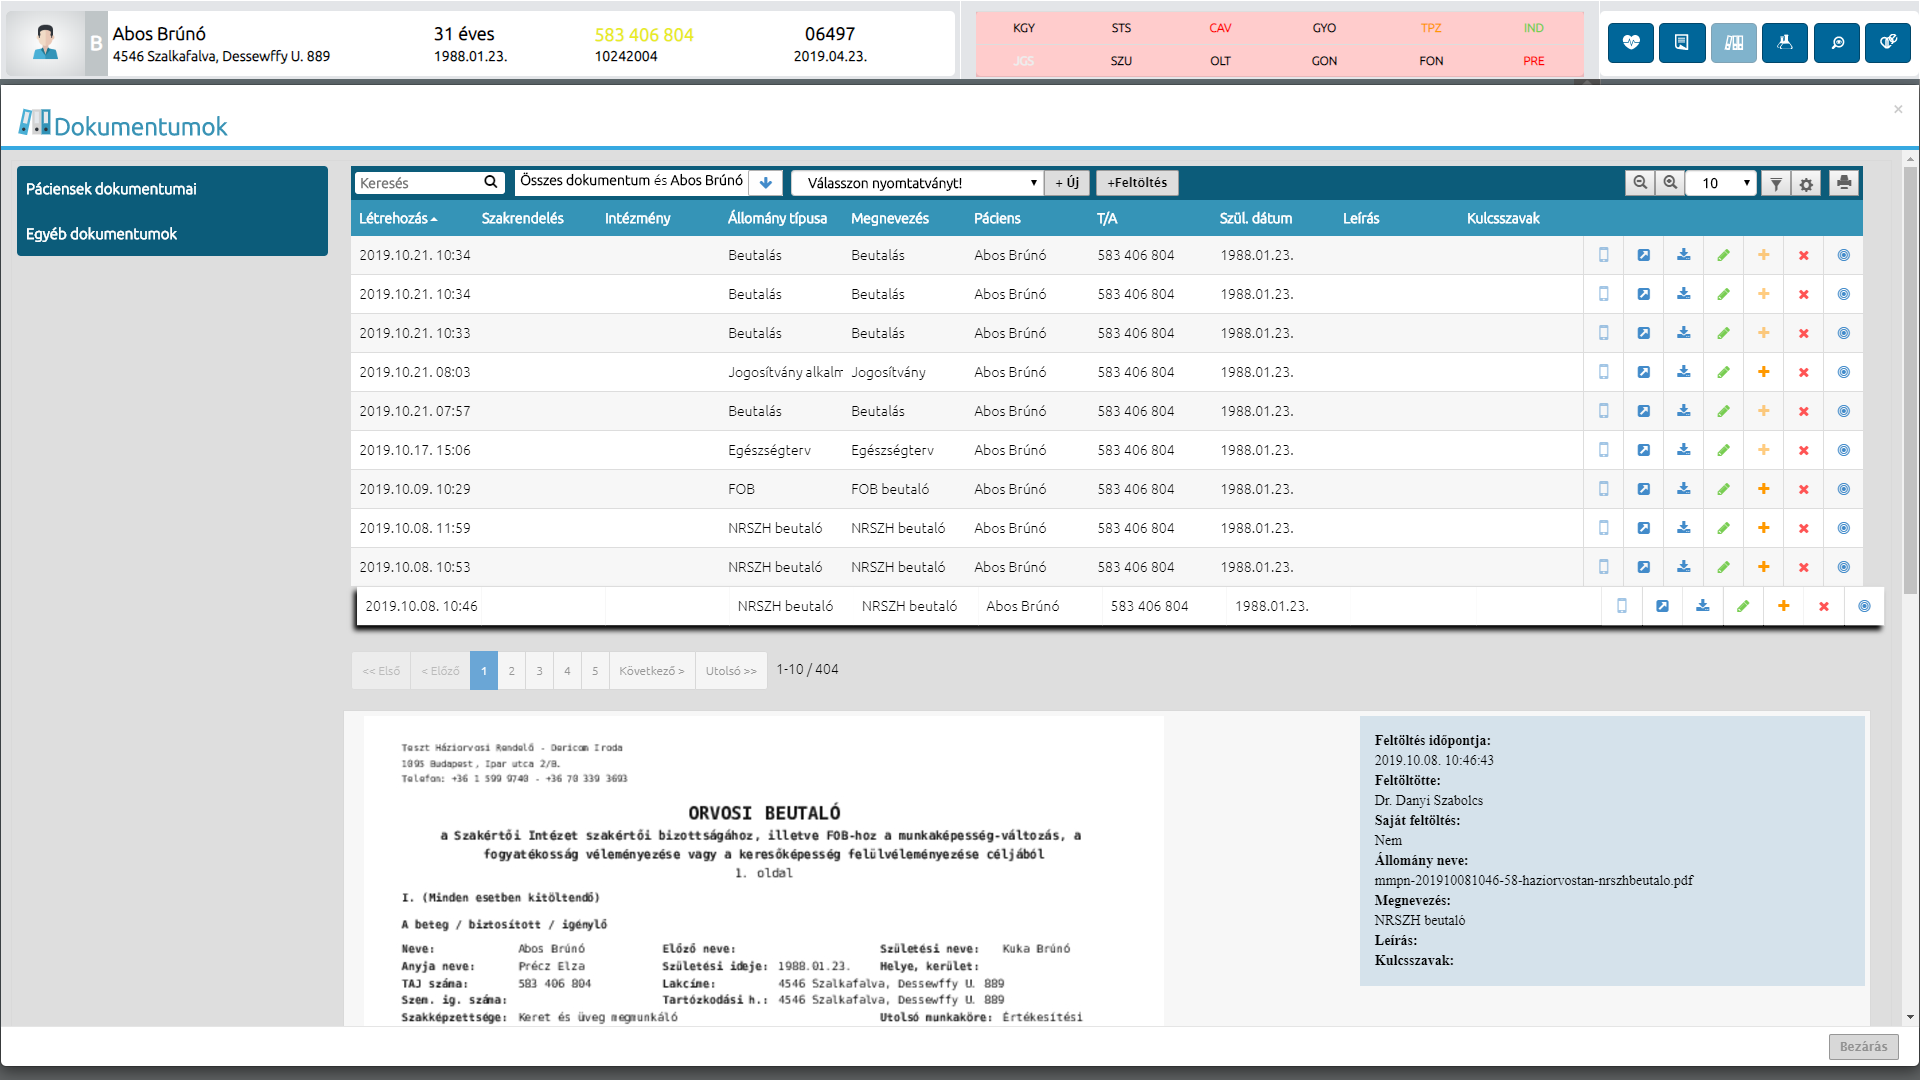 B
Abos Brúnó
4546 Szalkafalva, Dessewffy U. 889
31 éves
1988.01.23.
583 406 804
10242004
06497
2019.04.23.
KGY STS CAV GYO TPZ IND
JGS SZU OLT GON FON PRE
×
Dokumentumok
Páciensek dokumentumai
Egyéb dokumentumok
Keresés
Összes dokumentum és Abos Brúnó
Válasszon nyomtatványt!
+ Új
+Feltöltés
10
Létrehozás Szakrendelés Intézmény Állomány típusa Megnevezés Páciens T/A Szül. dátum Leírás Kulcsszavak
2019.10.21. 10:34 Beutalás Beutalás Abos Brúnó 583 406 804 1988.01.23.
2019.10.21. 10:34 Beutalás Beutalás Abos Brúnó 583 406 804 1988.01.23.
2019.10.21. 10:33 Beutalás Beutalás Abos Brúnó 583 406 804 1988.01.23.
2019.10.21. 08:03 Jogosítvány alkalm Jogosítvány Abos Brúnó 583 406 804 1988.01.23.
2019.10.21. 07:57 Beutalás Beutalás Abos Brúnó 583 406 804 1988.01.23.
2019.10.17. 15:06 Egészségterv Egészségterv Abos Brúnó 583 406 804 1988.01.23.
2019.10.09. 10:29 FOB FOB beutaló Abos Brúnó 583 406 804 1988.01.23.
2019.10.08. 11:59 NRSZH beutaló NRSZH beutaló Abos Brúnó 583 406 804 1988.01.23.
2019.10.08. 10:53 NRSZH beutaló NRSZH beutaló Abos Brúnó 583 406 804 1988.01.23.
2019.10.08. 10:46 NRSZH beutaló NRSZH beutaló Abos Brúnó 583 406 804 1988.01.23.
<< Első < Előző 1 2 3 4 5 Következő > Utolsó >> 1-10 / 404
Teszt Háziorvosi Rendelő - Dericom Iroda
1095 Budapest, Ipar utca 2/B.
Telefon: +36 1 599 9740 - +36 70 339 3693
ORVOSI BEUTALÓ
a Szakértői Intézet szakértői bizottságához, illetve FOB-hoz a munkaképesség-változás, a
fogyatékosság véleményezése vagy a keresőképesség felülvéleményezése céljából
1. oldal
I. (Minden esetben kitöltendő)
A beteg / biztosított / igénylő
Neve: Abos Brúnó Előző neve: Születési neve: Kuka Brúnó
Anyja neve: Précz Elza Születési ideje: 1988.01.23. Helye, kerület:
TAJ száma: 583 406 804 Lakcíme: 4546 Szalkafalva, Dessewffy U. 889
Szem. ig. száma: Tartózkodási h.: 4546 Szalkafalva, Dessewffy U. 889
Szakképzettsége: Keret és üveg megmunkáló Utolsó munkaköre: Értékesítési
Feltöltés időpontja:
2019.10.08. 10:46:43
Feltöltötte:
Dr. Danyi Szabolcs
Saját feltöltés:
Nem
Állomány neve:
mmpn-201910081046-58-haziorvostan-nrszhbeutalo.pdf
Megnevezés:
NRSZH beutaló
Leírás:
Kulcsszavak:
Bezárás